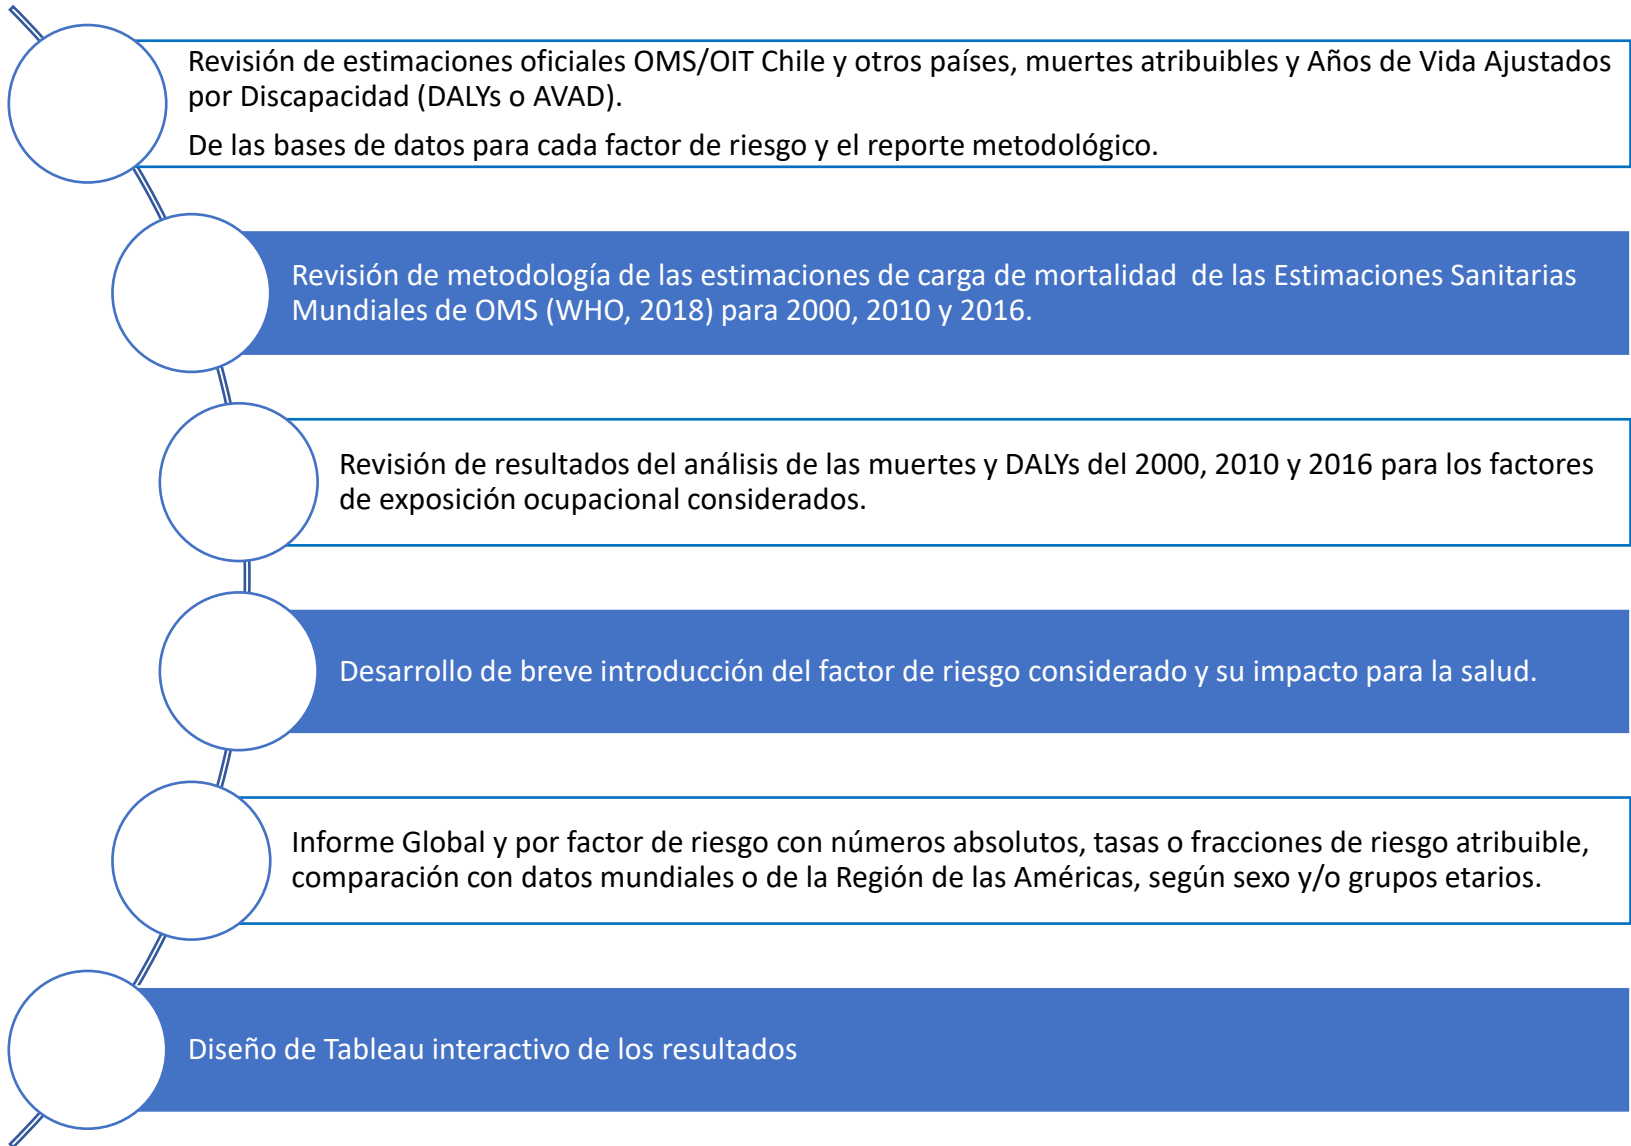 Revisión de estimaciones oficiales OMS/OIT Chile y otros países, muertes atribuibles y Años de Vida Ajustados
por Discapacidad (DALYs o AVAD).
De las bases de datos para cada factor de riesgo y el reporte metodológico.
Revisión de metodología de las estimaciones de carga de mortalidad  de las Estimaciones Sanitarias
Mundiales de OMS (WHO, 2018) para 2000, 2010 y 2016.
Revisión de resultados del análisis de las muertes y DALYs del 2000, 2010 y 2016 para los factores
de exposición ocupacional considerados.
Desarrollo de breve introducción del factor de riesgo considerado y su impacto para la salud.
Informe Global y por factor de riesgo con números absolutos, tasas o fracciones de riesgo atribuible,
comparación con datos mundiales o de la Región de las Américas, según sexo y/o grupos etarios.
Diseño de Tableau interactivo de los resultados